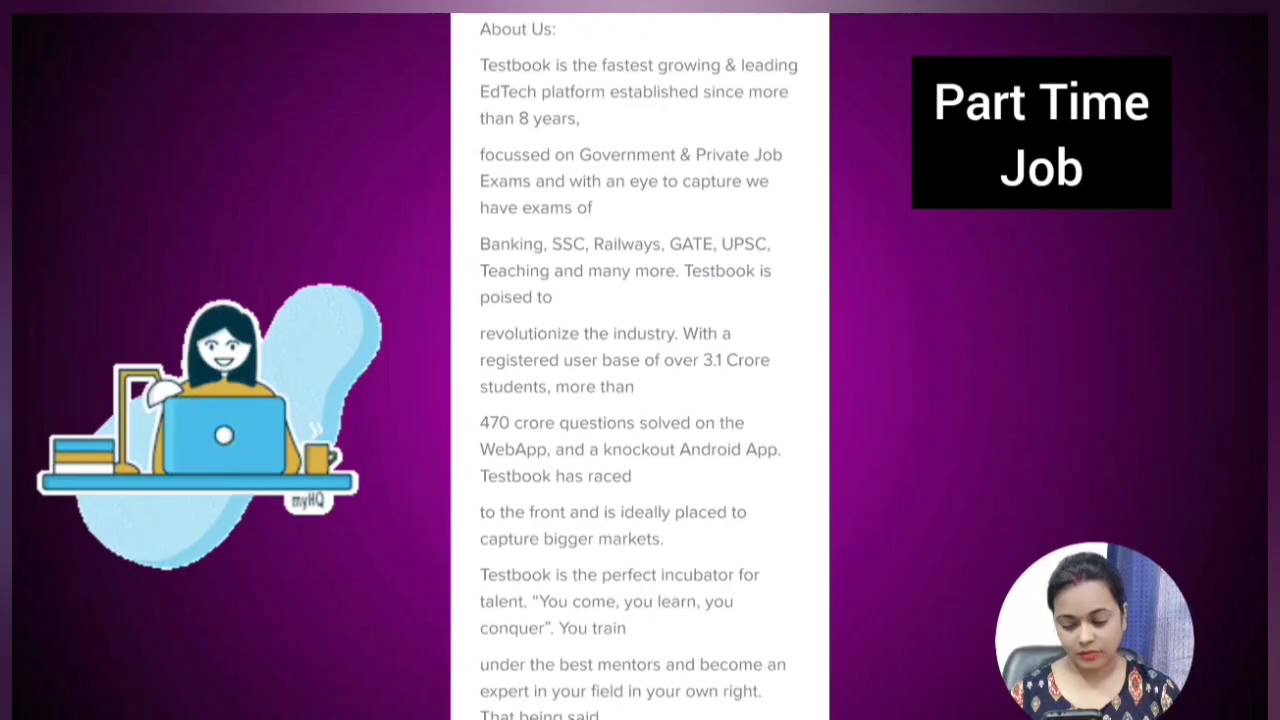 About Us:
Testbook is the fastest growing & leading
EdTech platform established since more
than 8 years,
focussed on Government & Private Job
Exams and with an eye to capture we
have exams of
Banking, SSC, Railways, GATE, UPSC,
Teaching and many more. Testbook is
poised to
revolutionize the industry. With a
registered user base of over 3.1 Crore
students, more than
470 crore questions solved on the
WebApp, and a knockout Android App.
Testbook has raced
to the front and is ideally placed to
capture bigger markets.
Testbook is the perfect incubator for
talent. “You come, you learn, you
conquer”. You train
under the best mentors and become an
expert in your field in your own right.
That being said
Part Time
Job
myHQ